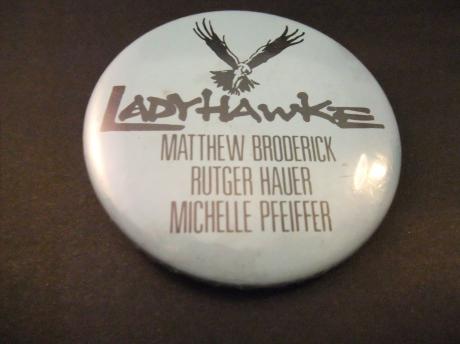 LADYHAWKE
MATTHEW BRODERICK
RUTGER HAUER
MICHELLE PFEIFFER